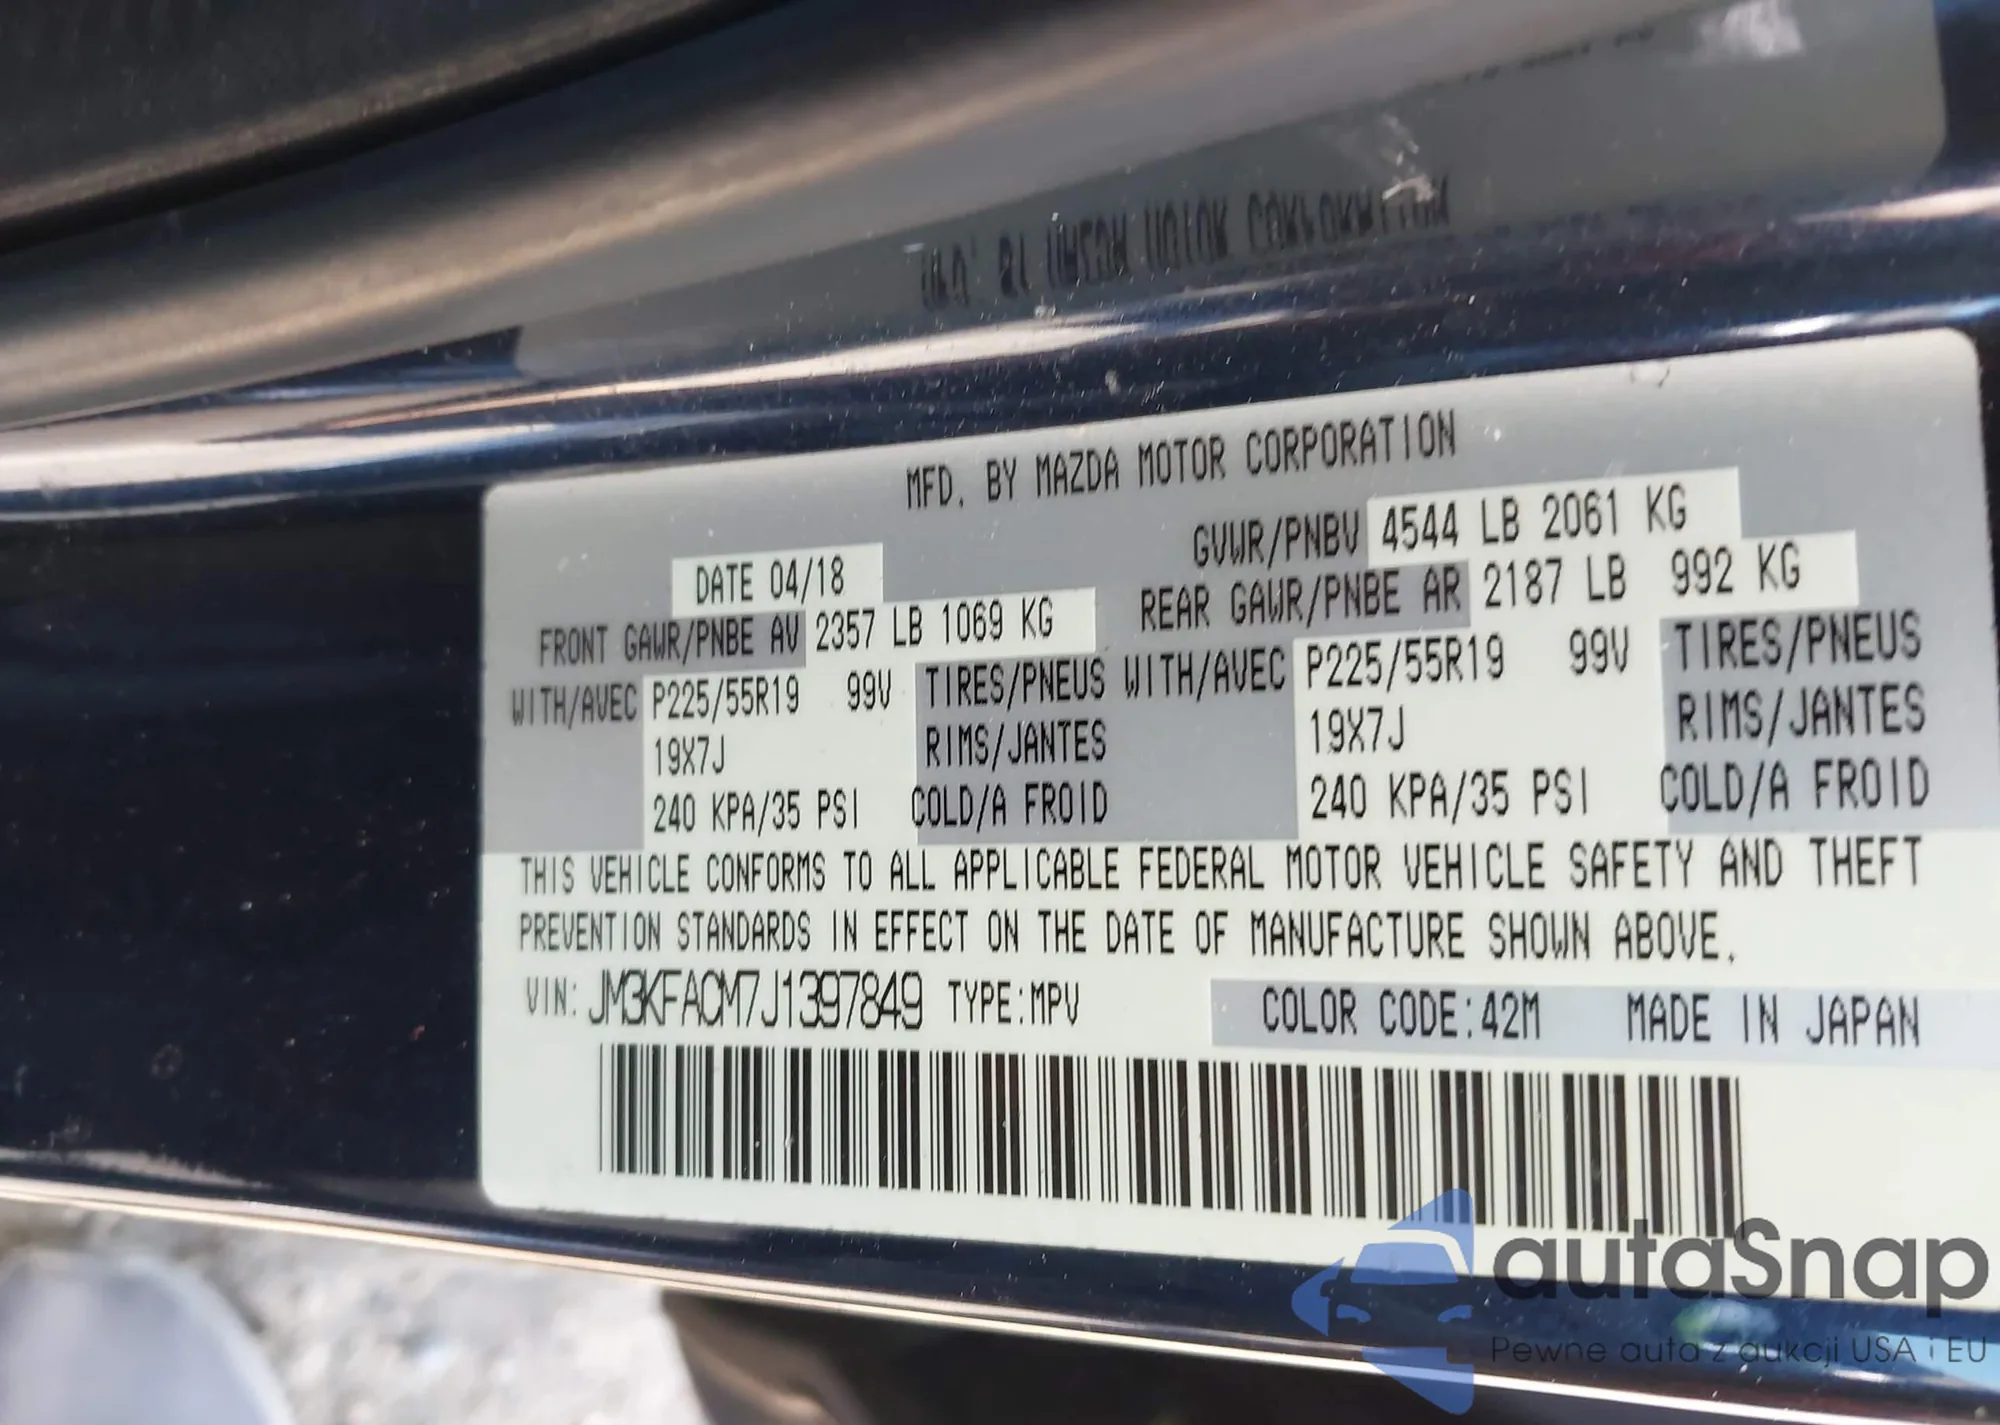 MFD. BY MAZDA MOTOR CORPORATION
GVWR/PNBV 4544 LB 2061 KG
DATE 04/18
FRONT GAWR/PNBE AV 2357 LB 1069 KG
REAR GAWR/PNBE AR 2187 LB 992 KG
WITH/AVEC P225/55R19 99V TIRES/PNEUS WITH/AVEC P225/55R19 99V TIRES/PNEUS
19X7J RIMS/JANTES 19X7J RIMS/JANTES
240 KPA/35 PSI COLD/A FROID 240 KPA/35 PSI COLD/A FROID
THIS VEHICLE CONFORMS TO ALL APPLICABLE FEDERAL MOTOR VEHICLE SAFETY AND THEFT
PREVENTION STANDARDS IN EFFECT ON THE DATE OF MANUFACTURE SHOWN ABOVE.
VIN: JM3KFACM7J1397849 TYPE:MPV COLOR CODE:42M MADE IN JAPAN
autaSnap
Pewne auta z aukcji USA i EU